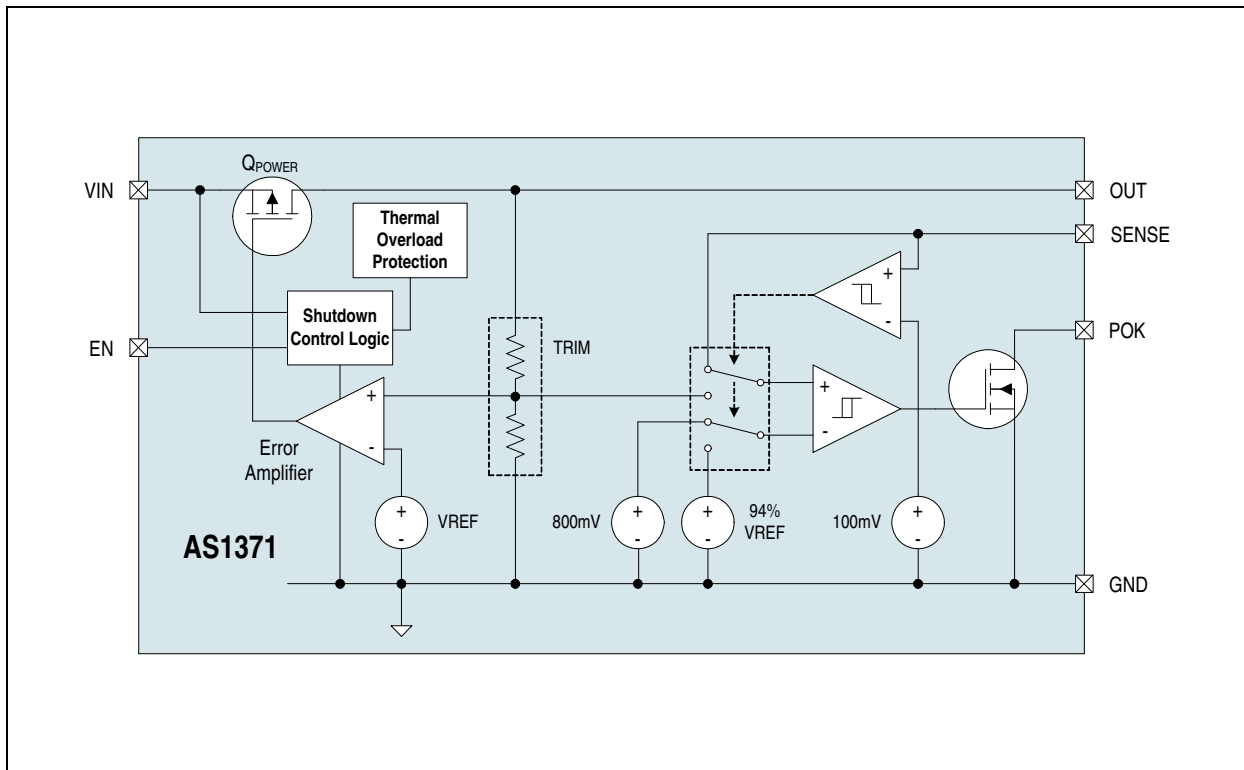 QPOWER
VIN
OUT
Thermal
Overload
Protection
SENSE
Shutdown
Control Logic
+
-
POK
EN
TRIM
+
-
+
-
Error
Amplifier
+
-
VREF
800mV
+
-
+
-
94%
VREF
100mV
+
-
AS1371
GND